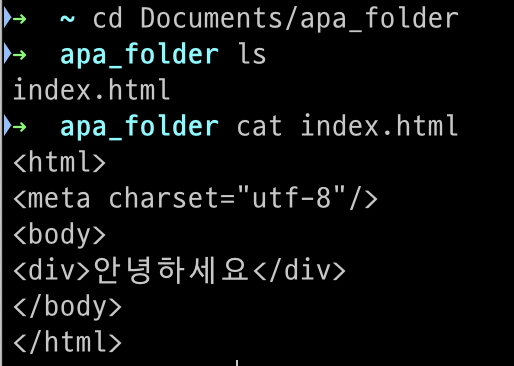 → ~ cd Documents/apa_folder
→ apa_folder ls
index.html
→ apa_folder cat index.html
<html>
<meta charset="utf-8"/>
<body>
<div>안녕하세요</div>
</body>
</html>